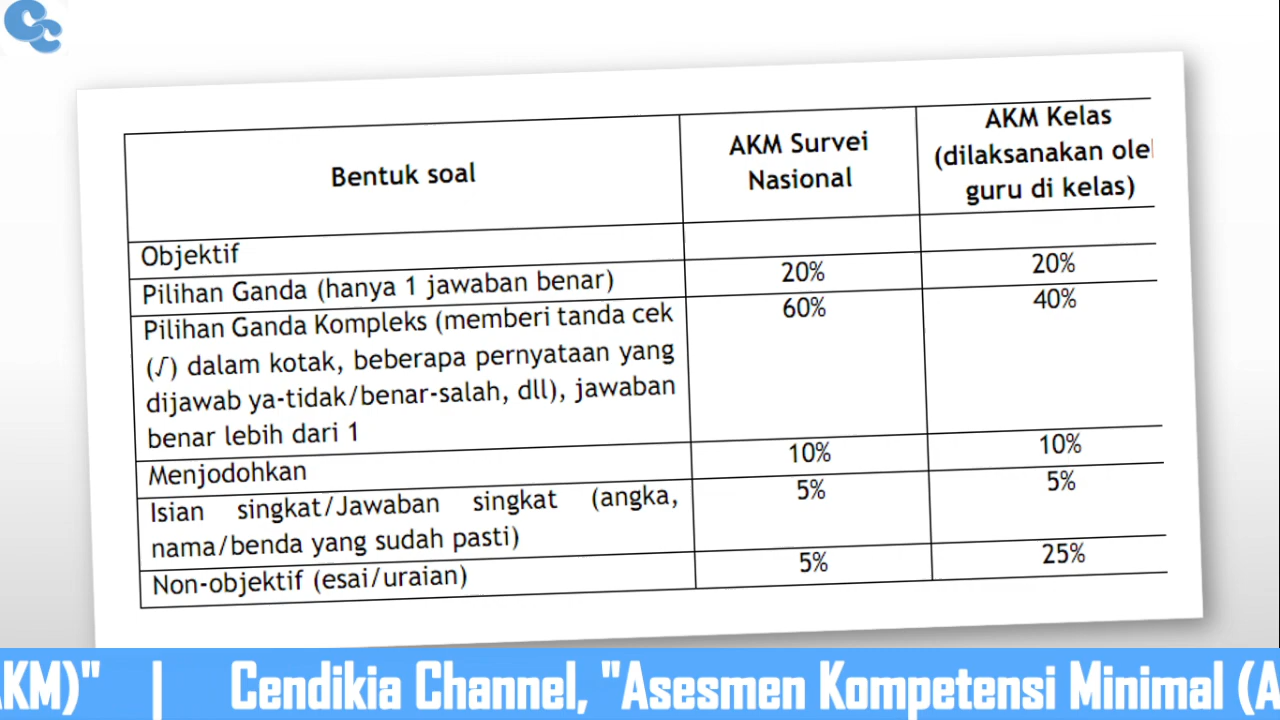 CC
Bentuk soal
AKM Survei
Nasional
AKM Kelas
(dilaksanakan ole
guru di kelas)
Objektif
Pilihan Ganda (hanya 1 jawaban benar)
20%
20%
Pilihan Ganda Kompleks (memberi tanda cek
(√) dalam kotak, beberapa pernyataan yang
dijawab ya-tidak/benar-salah, dll), jawaban
benar lebih dari 1
60%
40%
Menjodohkan
10%
10%
Isian singkat/Jawaban singkat (angka,
nama/benda yang sudah pasti)
5%
5%
Non-objektif (esai/uraian)
5%
25%
AKM)" | Cendikia Channel, "Asesmen Kompetensi Minimal (A